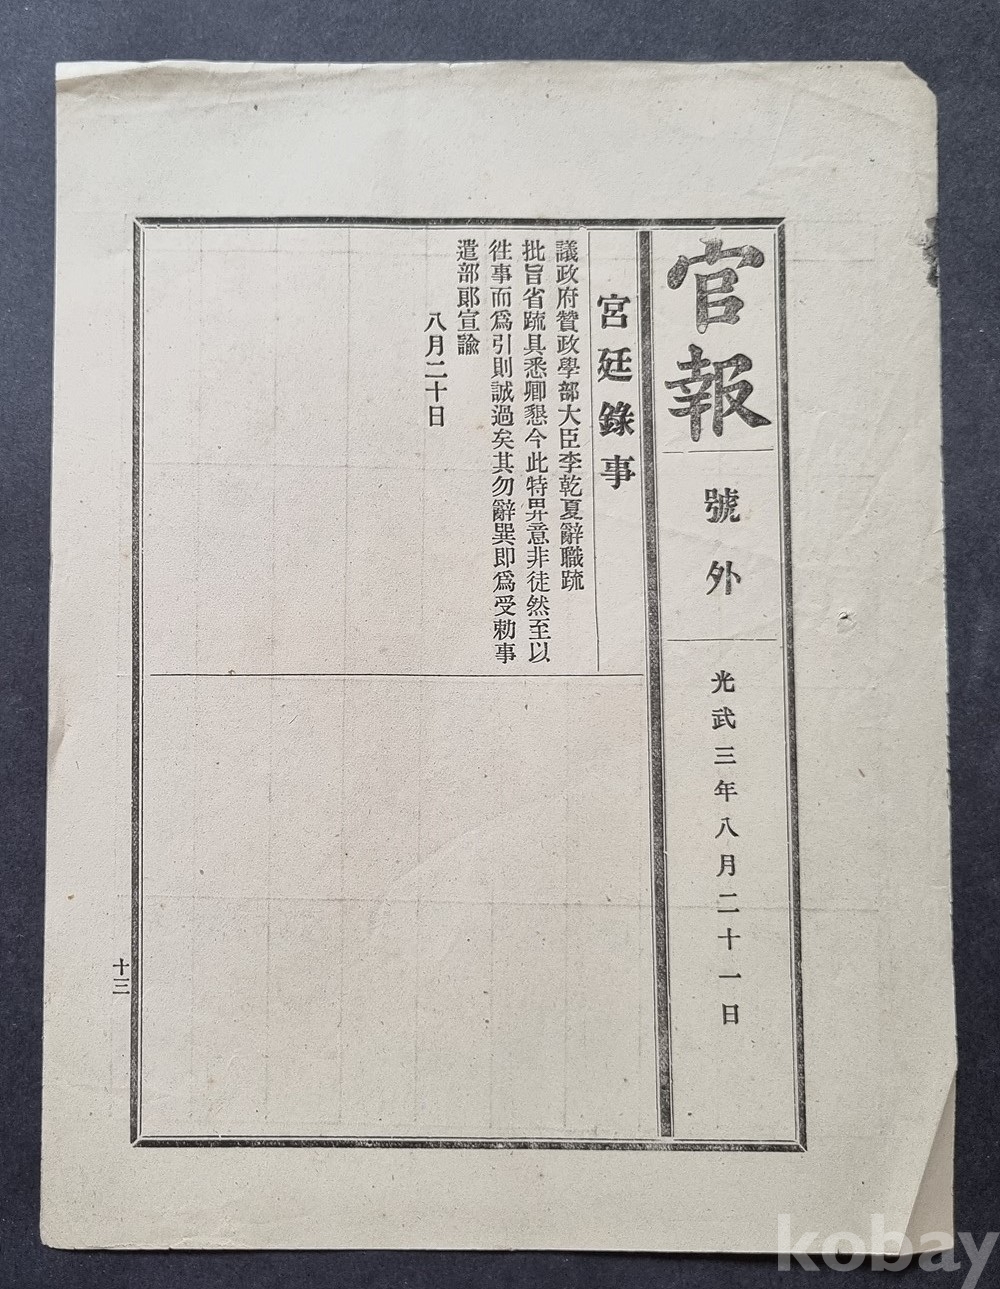 官報
號外
光武三年八月二十一日
宮廷錄事
議政府贊政學部大臣李乾夏辭職疏
批旨省疏具悉卿懇今此特畀意非徒然至以
徃事而爲引則誠過矣其勿辭巽即爲受勅事
遣部郞宣諭
八月二十日
十三
kobay